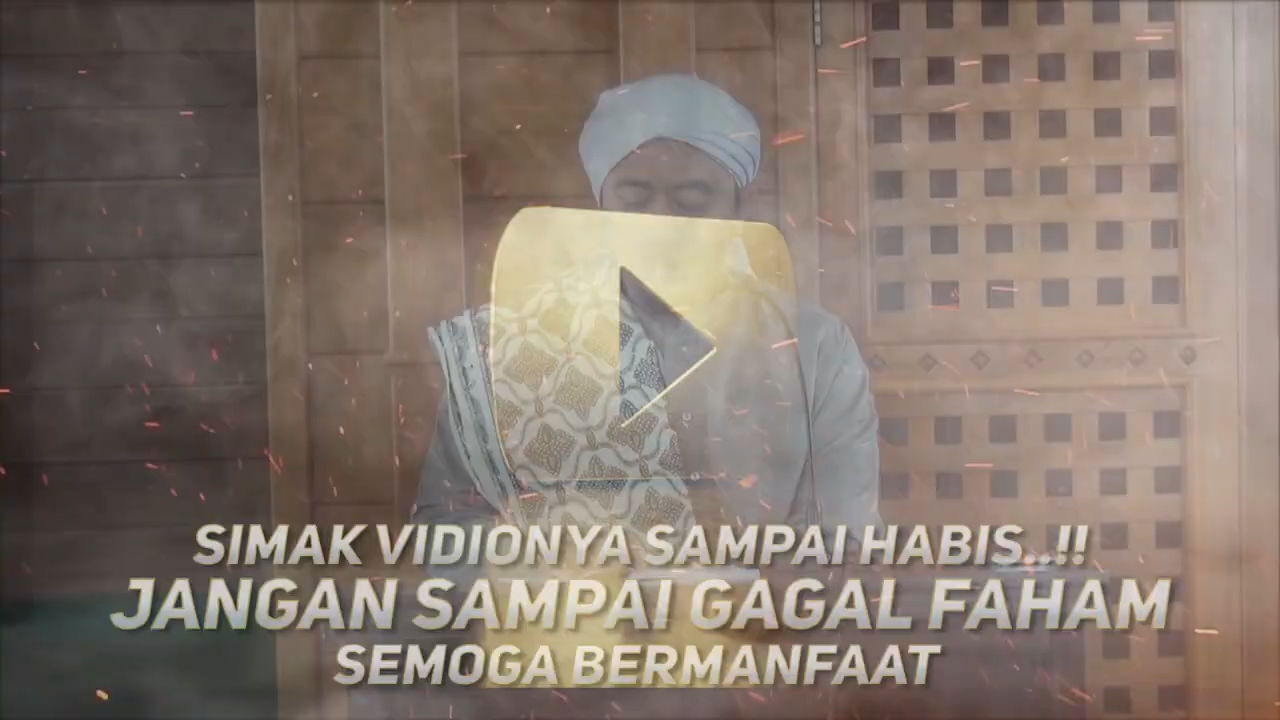 SIMAK VIDIONYA SAMPAI HABIS..!!
JANGAN SAMPAI GAGAL FAHAM
SEMOGA BERMANFAAT